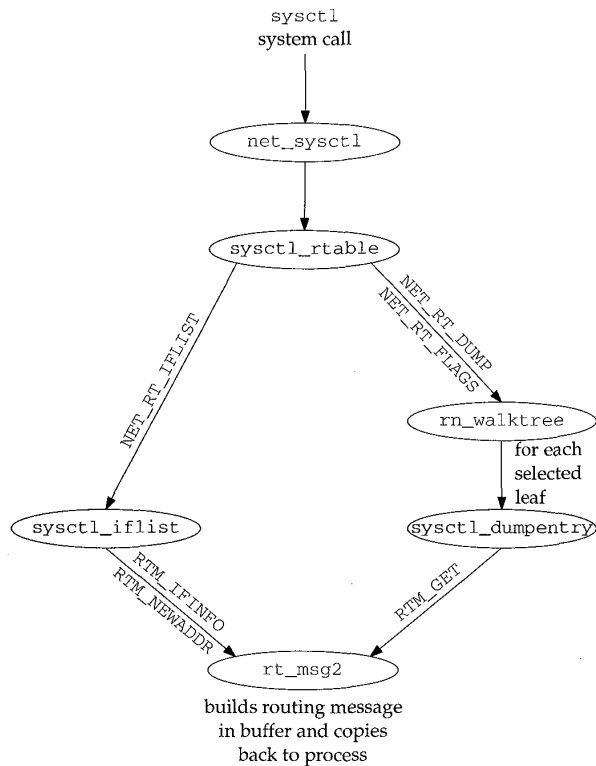 sysctl
system call
net_sysctl
sysctl_rtable
NET_RT_IFLIST
NET_RT_DUMP
NET_RT_FLAGS
rn_walktree
for each
selected
leaf
sysctl_iflist
sysctl_dumpentry
RTM_IFINFO
RTM_NEWADDR
RTM_GET
rt_msg2
builds routing message
in buffer and copies
back to process